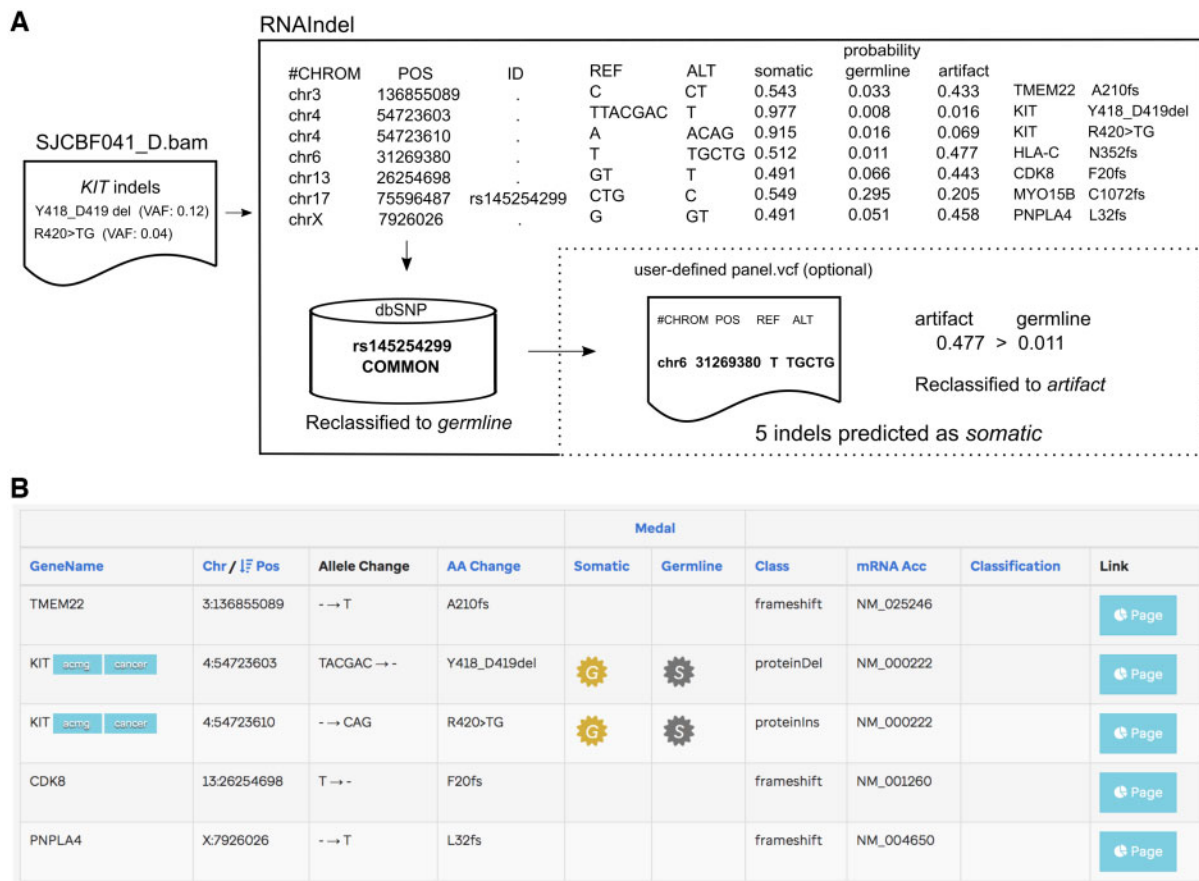 A
RNAIndel
SJCBF041_D.bam
KIT indels
Y418_D419 del (VAF: 0.12)
R420>TG (VAF: 0.04)
probability
#CHROM POS ID REF ALT somatic germline artifact
chr3 136855089 . C CT 0.543 0.033 0.433 TMEM22 A210fs
chr4 54723603 . TTACGAC T 0.977 0.008 0.016 KIT Y418_D419del
chr4 54723610 . A ACAG 0.915 0.016 0.069 KIT R420>TG
chr6 31269380 . T TGCTG 0.512 0.011 0.477 HLA-C N352fs
chr13 26254698 . GT T 0.491 0.066 0.443 CDK8 F20fs
chr17 75596487 rs145254299 CTG C 0.549 0.295 0.205 MYO15B C1072fs
chrX 7926026 . G GT 0.491 0.051 0.458 PNPLA4 L32fs
dbSNP
rs145254299
COMMON
Reclassified to germline
user-defined panel.vcf (optional)
#CHROM POS REF ALT
chr6 31269380 T TGCTG
artifact germline
0.477 > 0.011
Reclassified to artifact
5 indels predicted as somatic
B
Medal
GeneName Chr / Pos Allele Change AA Change Somatic Germline Class mRNA Acc Classification Link
TMEM22 3:136855089 - → T A210fs frameshift NM_025246 Page
KIT acmg cancer 4:54723603 TACGAC → - Y418_D419del G S proteinDel NM_000222 Page
KIT acmg cancer 4:54723610 - → CAG R420>TG G S proteinIns NM_000222 Page
CDK8 13:26254698 T → - F20fs frameshift NM_001260 Page
PNPLA4 X:7926026 - → T L32fs frameshift NM_004650 Page